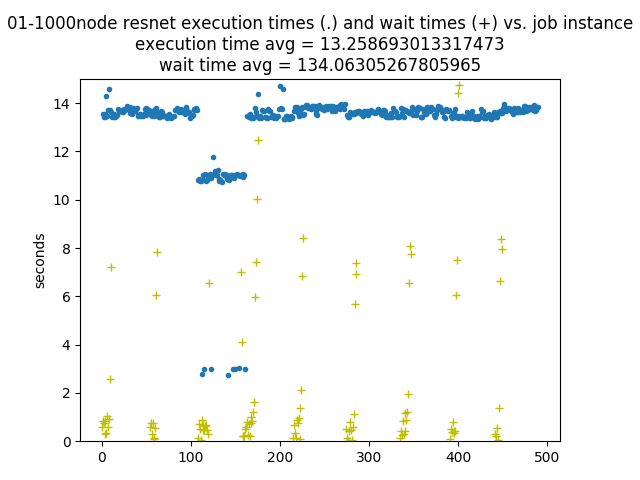 01-1000node resnet execution times (.) and wait times (+) vs. job instance
execution time avg = 13.258693013317473
wait time avg = 134.06305267805965
14
12
10
8
6
4
2
0
seconds
0 100 200 300 400 500